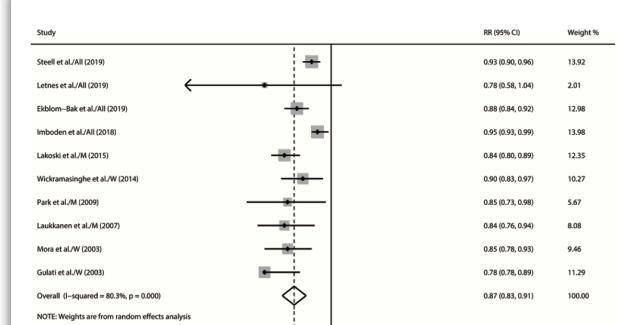 Study RR (95% CI) Weight %
Steell et al./All (2019) 0.93 (0.90, 0.96) 13.92
Letnes et al./All (2019) 0.78 (0.58, 1.04) 2.01
Ekblom–Bak et al./All (2019) 0.88 (0.84, 0.92) 12.98
Imboden et al./All (2018) 0.95 (0.93, 0.99) 13.98
Lakoski et al./M (2015) 0.84 (0.80, 0.89) 12.35
Wickramasinghe et al./W (2014) 0.90 (0.83, 0.97) 10.27
Park et al./M (2009) 0.85 (0.73, 0.98) 5.67
Laukkanen et al./M (2007) 0.84 (0.76, 0.94) 8.08
Mora et al./W (2003) 0.85 (0.78, 0.93) 9.46
Gulati et al./W (2003) 0.78 (0.78, 0.89) 11.29
Overall (I–squared = 80.3%, p = 0.000) 0.87 (0.83, 0.91) 100.00
NOTE: Weights are from random effects analysis